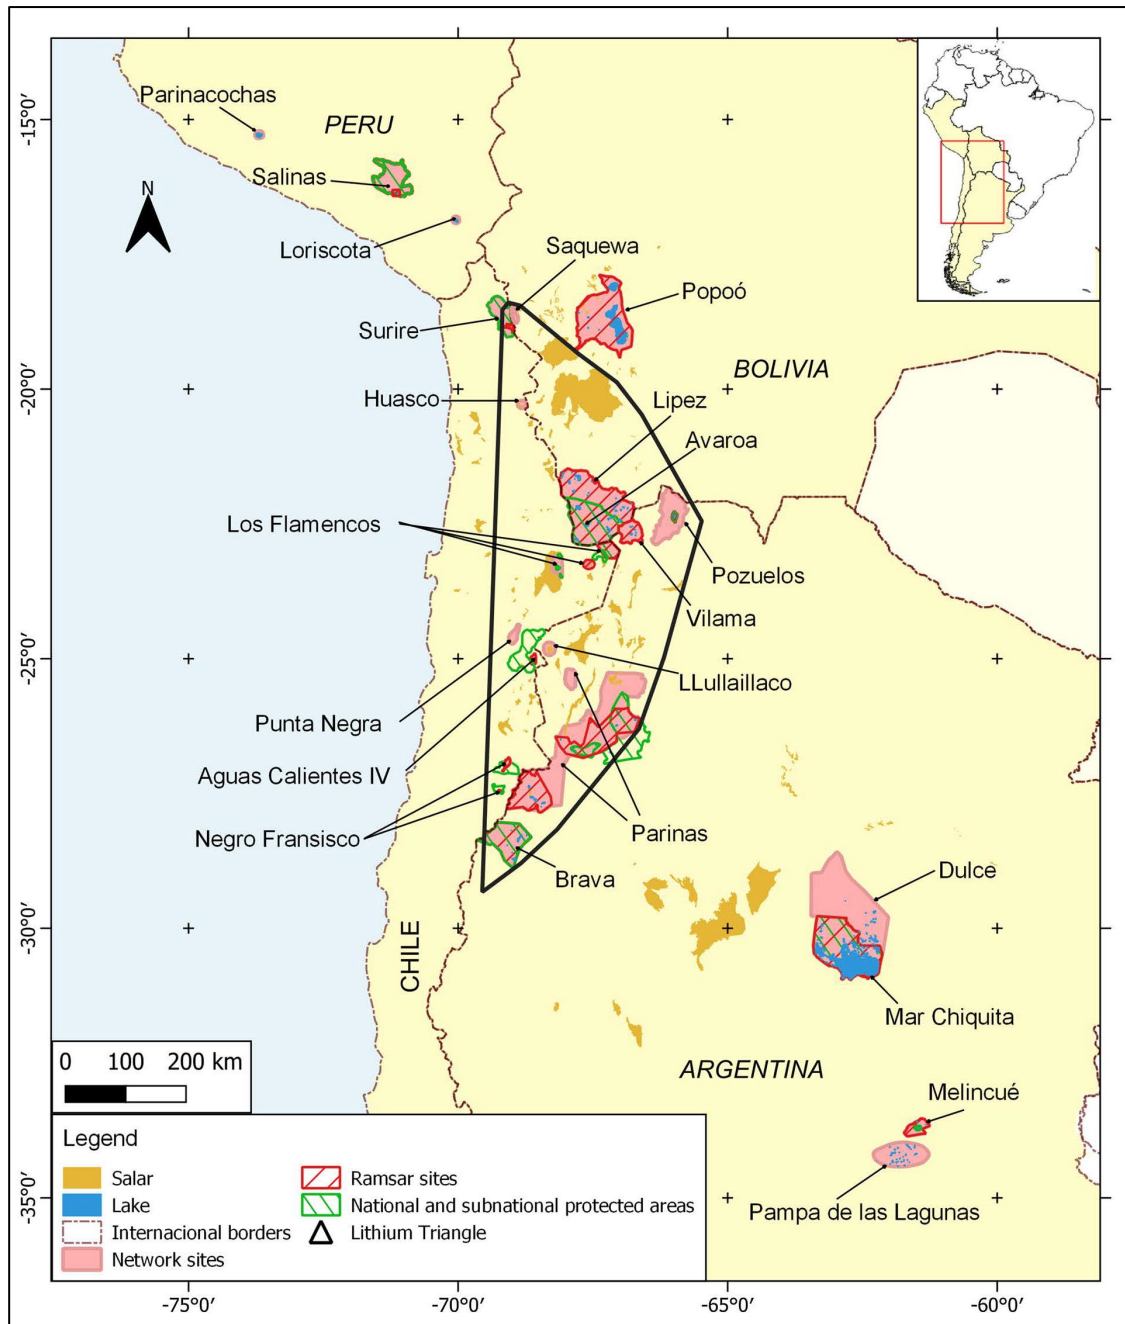 Parinacochas
PERU
Salinas
N
Loriscota
Saquewa
Popoó
Surire
BOLIVIA
Huasco
Lipez
Avaroa
Los Flamencos
Pozuelos
Vilama
LLullaillaco
Punta Negra
Aguas Calientes IV
Negro Fransisco
Parinas
Brava
Dulce
CHILE
Mar Chiquita
ARGENTINA
Melincué
Pampa de las Lagunas
0 100 200 km
Legend
Salar
Lake
Internacional borders
Network sites
Ramsar sites
National and subnational protected areas
Lithium Triangle
-15°0′
-20°0′
-25°0′
-30°0′
-35°0′
-75°0′ -70°0′ -65°0′ -60°0′